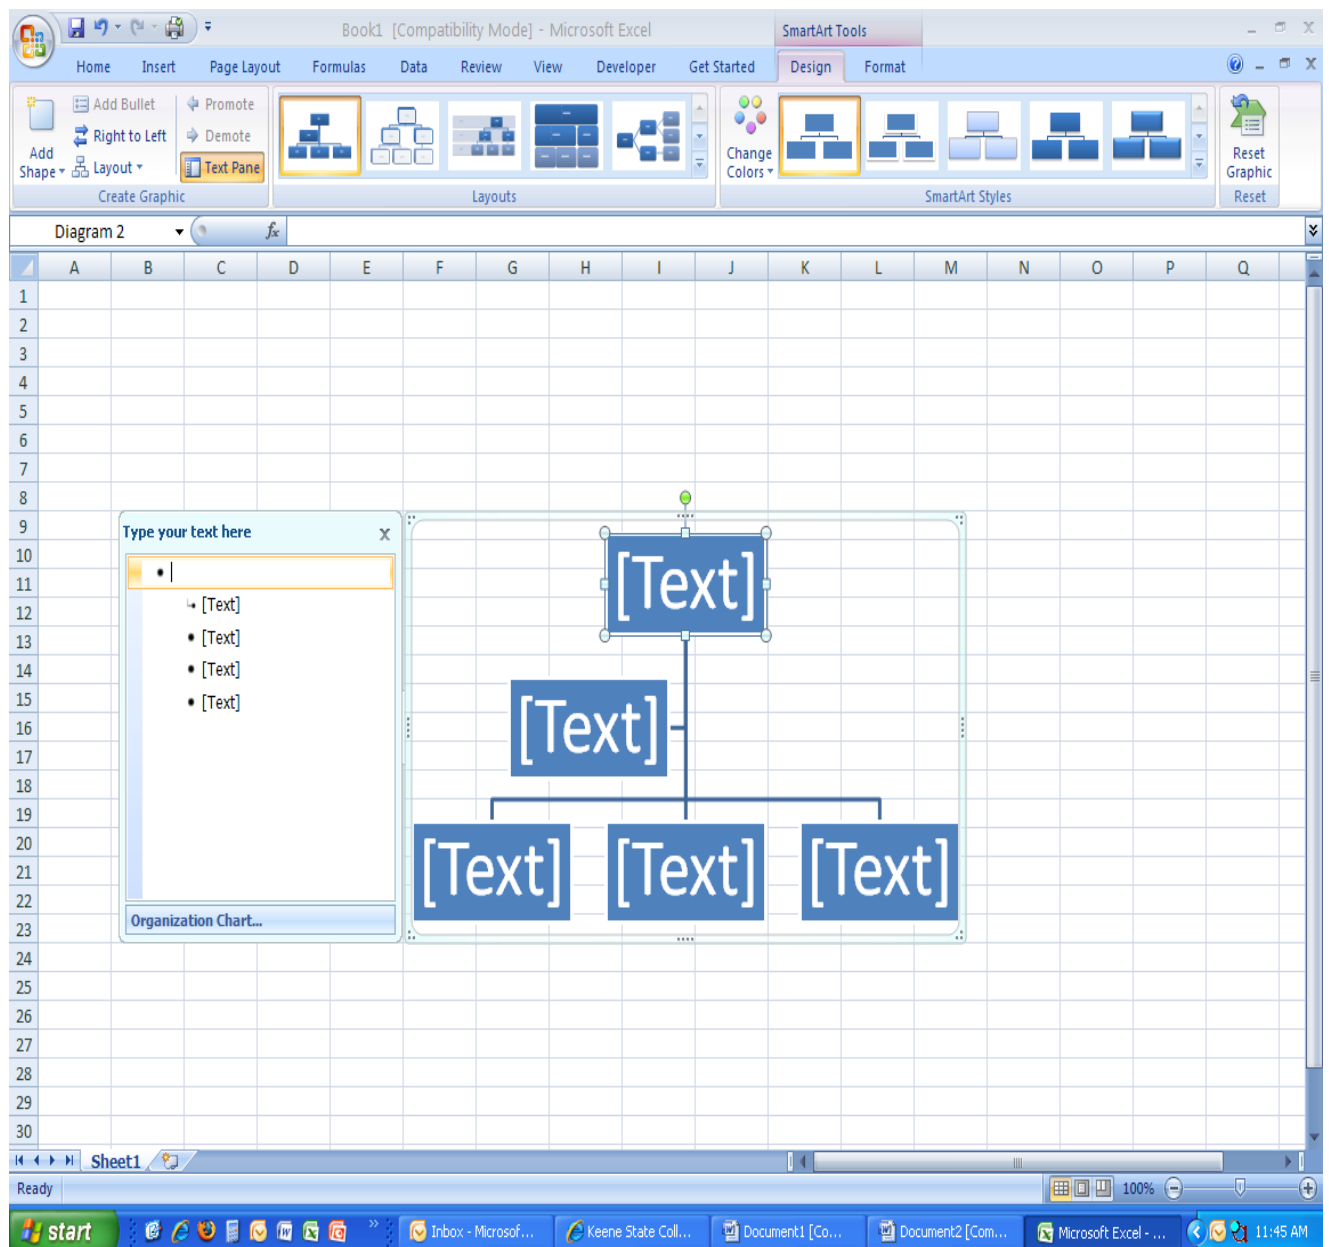 Book1 [Compatibility Mode] - Microsoft Excel
SmartArt Tools
Home Insert Page Layout Formulas Data Review View Developer Get Started Design Format
Add Shape
Add Bullet
Right to Left
Layout
Promote
Demote
Text Pane
Create Graphic
Layouts
Change Colors
SmartArt Styles
Reset Graphic
Reset
Diagram 2
fx
A B C D E F G H I J K L M N O P Q
1
2
3
4
5
6
7
8
9
10
11
12
13
14
15
16
17
18
19
20
21
22
23
24
25
26
27
28
29
30
Type your text here
[Text]
[Text]
[Text]
[Text]
Organization Chart...
[Text]
[Text]
[Text] [Text] [Text]
Sheet1
Ready
100%
start
Inbox - Microsof...
Keene State Coll...
Document1 [Co...
Document2 [Com...
Microsoft Excel - ...
11:45 AM